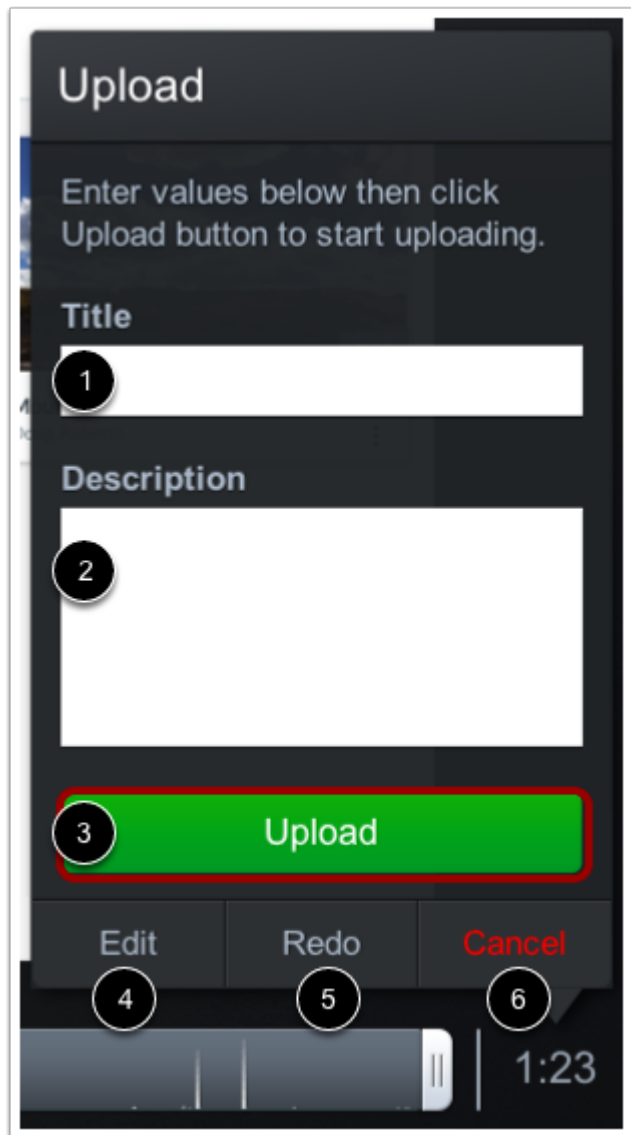 Upload
Enter values below then click
Upload button to start uploading.
Title
1
Description
2
3
Upload
Edit
Redo
Cancel
4
5
6
1:23